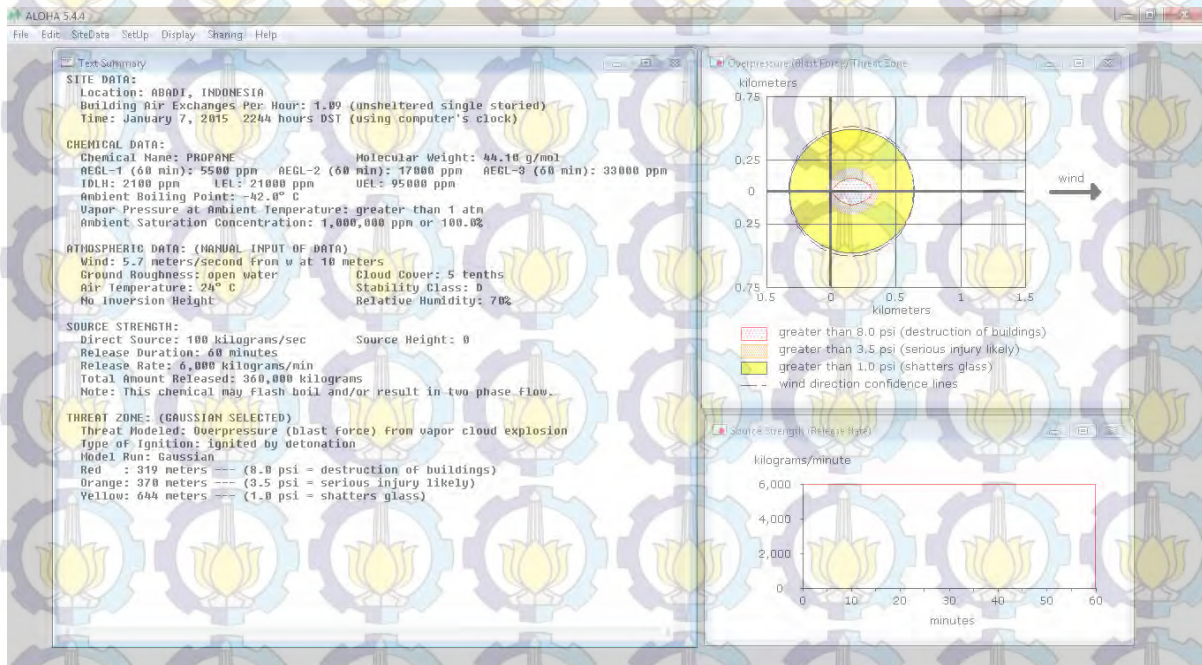 ALOHA 5.4.4
File Edit SiteData SetUp Display Sharing Help
Text Summary
SITE DATA:
Location: ABADI, INDONESIA
Building Air Exchanges Per Hour: 1.09 (unsheltered single storied)
Time: January 7, 2015 2244 hours DST (using computer's clock)
CHEMICAL DATA:
Chemical Name: PROPANE Molecular Weight: 44.10 g/mol
AEGL-1 (60 min): 5500 ppm AEGL-2 (60 min): 17000 ppm AEGL-3 (60 min): 33000 ppm
IDLH: 2100 ppm LEL: 21000 ppm UEL: 95000 ppm
Ambient Boiling Point: -42.0° C
Vapor Pressure at Ambient Temperature: greater than 1 atm
Ambient Saturation Concentration: 1,000,000 ppm or 100.0%
ATMOSPHERIC DATA: (MANUAL INPUT OF DATA)
Wind: 5.7 meters/second from w at 10 meters
Ground Roughness: open water Cloud Cover: 5 tenths
Air Temperature: 24° C Stability Class: D
No Inversion Height Relative Humidity: 70%
SOURCE STRENGTH:
Direct Source: 100 kilograms/sec Source Height: 0
Release Duration: 60 minutes
Release Rate: 6,000 kilograms/min
Total Amount Released: 360,000 kilograms
Note: This chemical may flash boil and/or result in two phase flow.
THREAT ZONE: (GAUSSIAN SELECTED)
Threat Modeled: Overpressure (blast force) from vapor cloud explosion
Type of Ignition: ignited by detonation
Model Run: Gaussian
Red : 319 meters --- (8.0 psi = destruction of buildings)
Orange: 370 meters --- (3.5 psi = serious injury likely)
Yellow: 644 meters --- (1.0 psi = shatters glass)
Overpressure (Blast Force) Threat Zone
kilometers
0.75
0.25
0
0.25
0.75
0.5 0 0.5 1 1.5
kilometers
wind
greater than 8.0 psi (destruction of buildings)
greater than 3.5 psi (serious injury likely)
greater than 1.0 psi (shatters glass)
wind direction confidence lines
Source Strength (Release Rate)
kilograms/minute
6,000
4,000
2,000
0
0 10 20 30 40 50 60
minutes